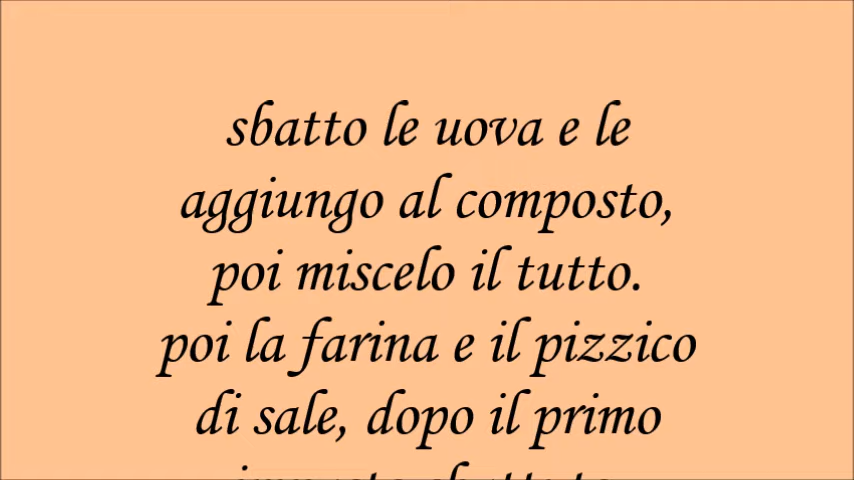 sbatto le uova e le
aggiungo al composto,
poi miscelo il tutto.
poi la farina e il pizzico
di sale, dopo il primo